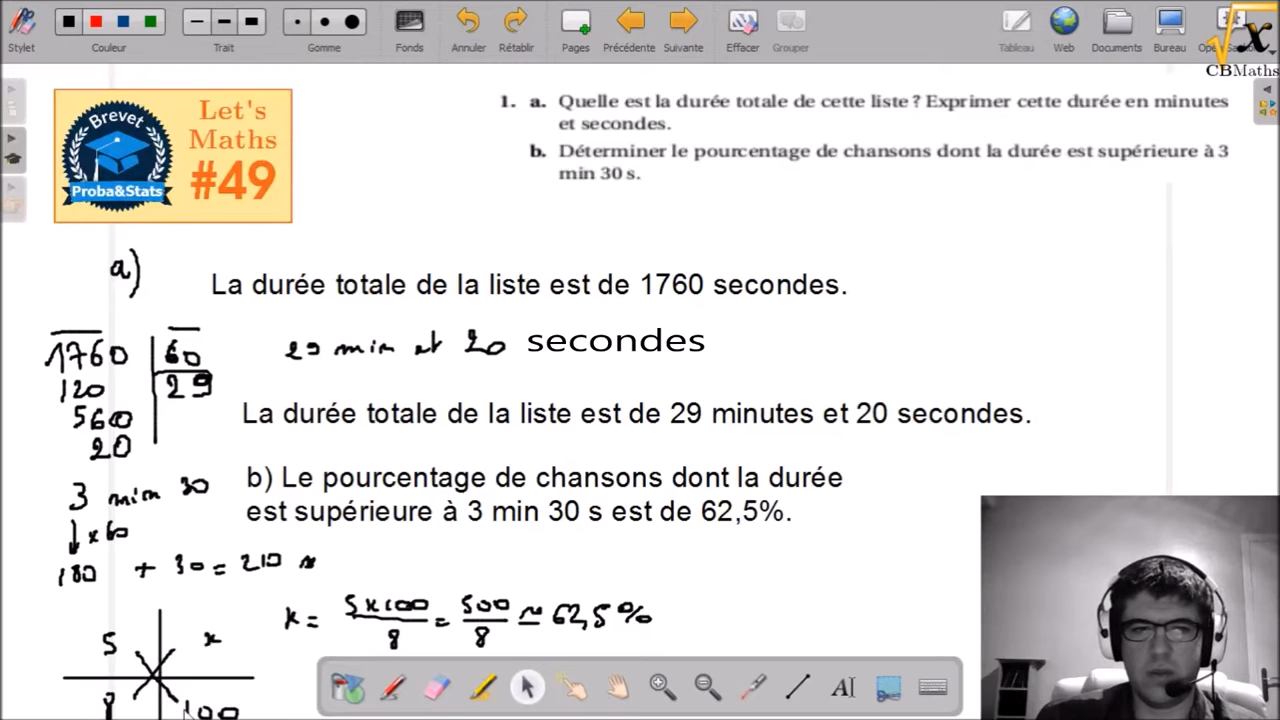 Stylet
Couleur
Trait
Gomme
Fonds
Annuler
Rétablir
Pages
Précédente
Suivante
Effacer
Grouper
Tableau
Web
Documents
Bureau
√x
CBMaths
Brevet
Proba&Stats
Let's
Maths
#49
1. a. Quelle est la durée totale de cette liste ? Exprimer cette durée en minutes
et secondes.
b. Déterminer le pourcentage de chansons dont la durée est supérieure à 3
min 30 s.
a)
La durée totale de la liste est de 1760 secondes.
1760 60
29 min et 20 secondes
120 29
560
20
La durée totale de la liste est de 29 minutes et 20 secondes.
b) Le pourcentage de chansons dont la durée
est supérieure à 3 min 30 s est de 62,5%.
3 min 30
↓ x 60
180 + 30 = 210 s
x = 5 x 100 / 8 = 500 / 8 ≃ 62,5 %
5 x
8 100
AI